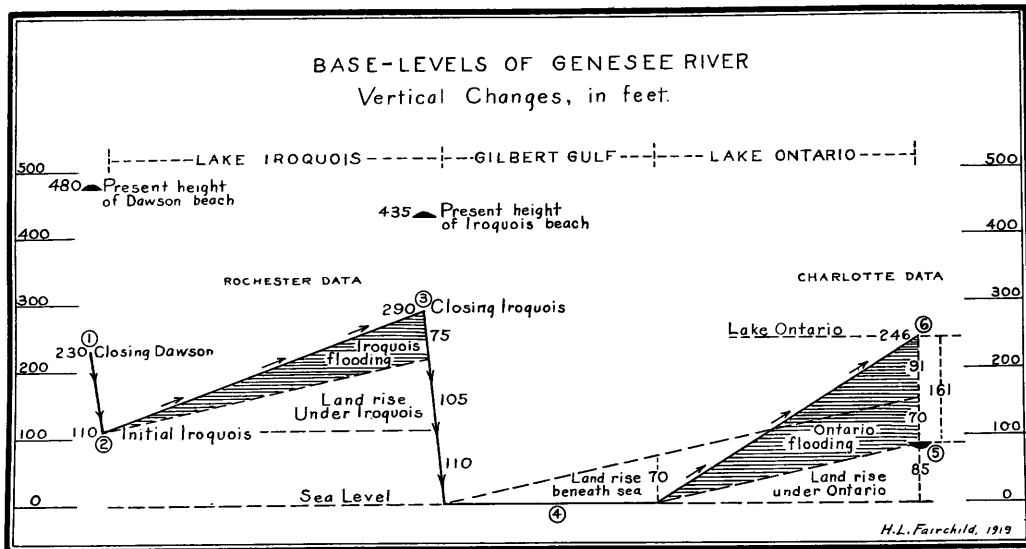 BASE-LEVELS OF GENESEE RIVER
Vertical Changes, in feet.
LAKE IROQUOIS
GILBERT GULF
LAKE ONTARIO
500
500
480 Present height
of Dawson beach
435 Present height
of Iroquois beach
400
400
ROCHESTER DATA
CHARLOTTE DATA
300
300
290 ③ Closing Iroquois
75
Iroquois
flooding
①
230 Closing Dawson
Lake Ontario
246 ⑥
200
200
91
161
Land rise
Under Iroquois
105
70
Ontario
flooding
100
100
110 Initial Iroquois
②
⑤
110
Land rise 70
beneath sea
85
Land rise
under Ontario
0
Sea Level
0
④
H.L. Fairchild, 1919